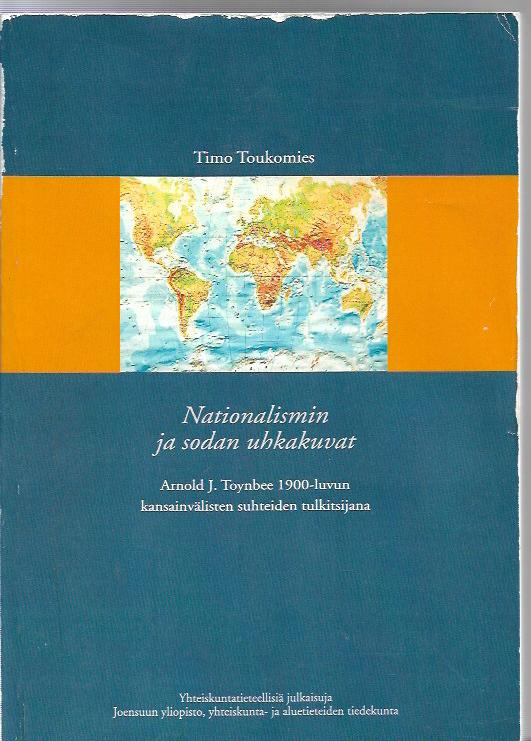 Timo Toukomies
Nationalismin
ja sodan uhkakuvat
Arnold J. Toynbee 1900-luvun
kansainvälisten suhteiden tulkitsijana
Yhteiskuntatieteellisiä julkaisuja
Joensuun yliopisto, yhteiskunta- ja aluetieteiden tiedekunta